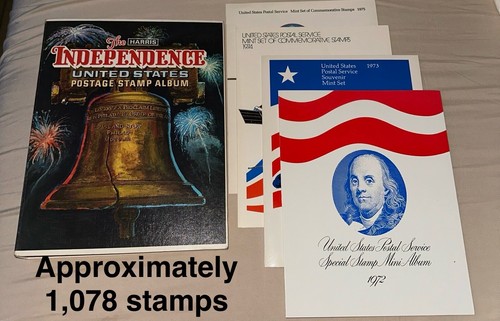 The HARRIS
INDEPENDENCE
UNITED STATES
POSTAGE STAMP ALBUM
United States Postal Service Mint Set of Commemorative Stamps 1975
UNITED STATES POSTAL SERVICE
MINT SET OF COMMEMORATIVE STAMPS
1974
United States 1973
Postal Service
Souvenir
Mint Set
United States Postal Service
Special Stamp Mini Album
1972
Approximately
1,078 stamps